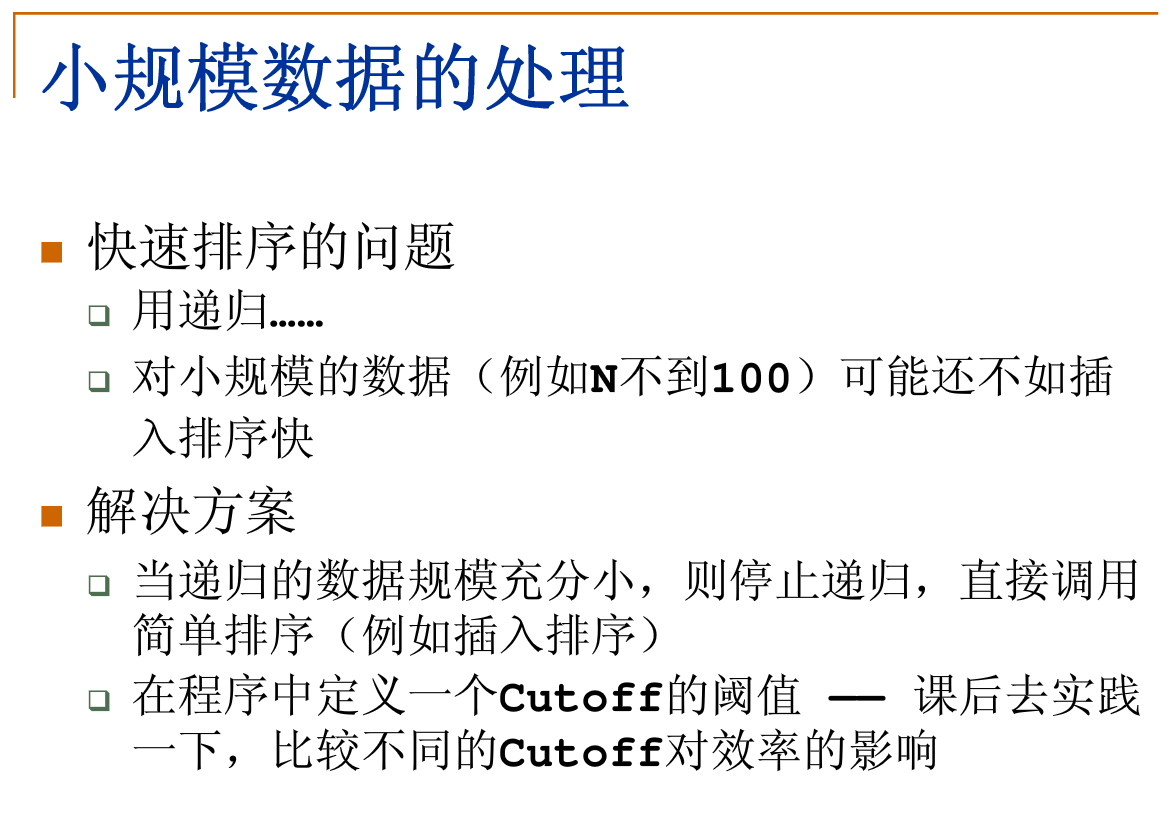 小规模数据的处理
快速排序的问题
用递归……
对小规模的数据（例如N不到100）可能还不如插
入排序快
解决方案
当递归的数据规模充分小，则停止递归，直接调用
简单排序（例如插入排序）
在程序中定义一个Cutoff的阈值 —— 课后去实践
一下，比较不同的Cutoff对效率的影响